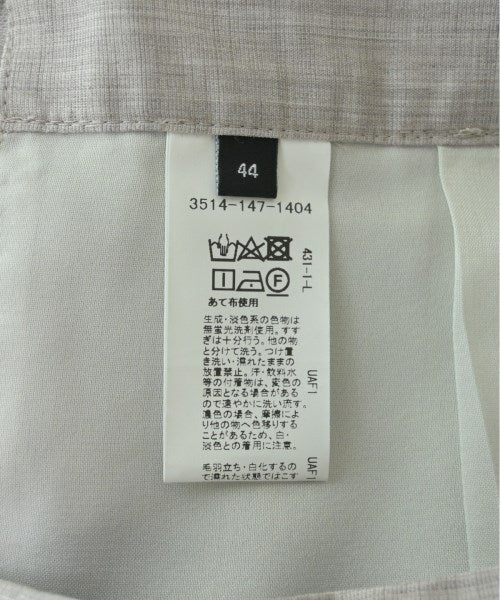 44
3514-147-1404
431-1-L
F
あて布使用
生成・淡色系の色物は
無蛍光洗剤使用。すす
ぎは十分行う。他の物
と分けて洗う。つけ置
き洗い・濡れたままの
放置禁止。汗・飲料水
等の付着物は、変色の
原因となる場合がある
ので速やかに洗い流す。
濃色の場合、摩擦によ
り他の物へ色移りする
ことがあるため、白・
淡色との着用に注意。
毛羽立ち・白化するの
で濡れた状態ではこす
UAF1
UAF1